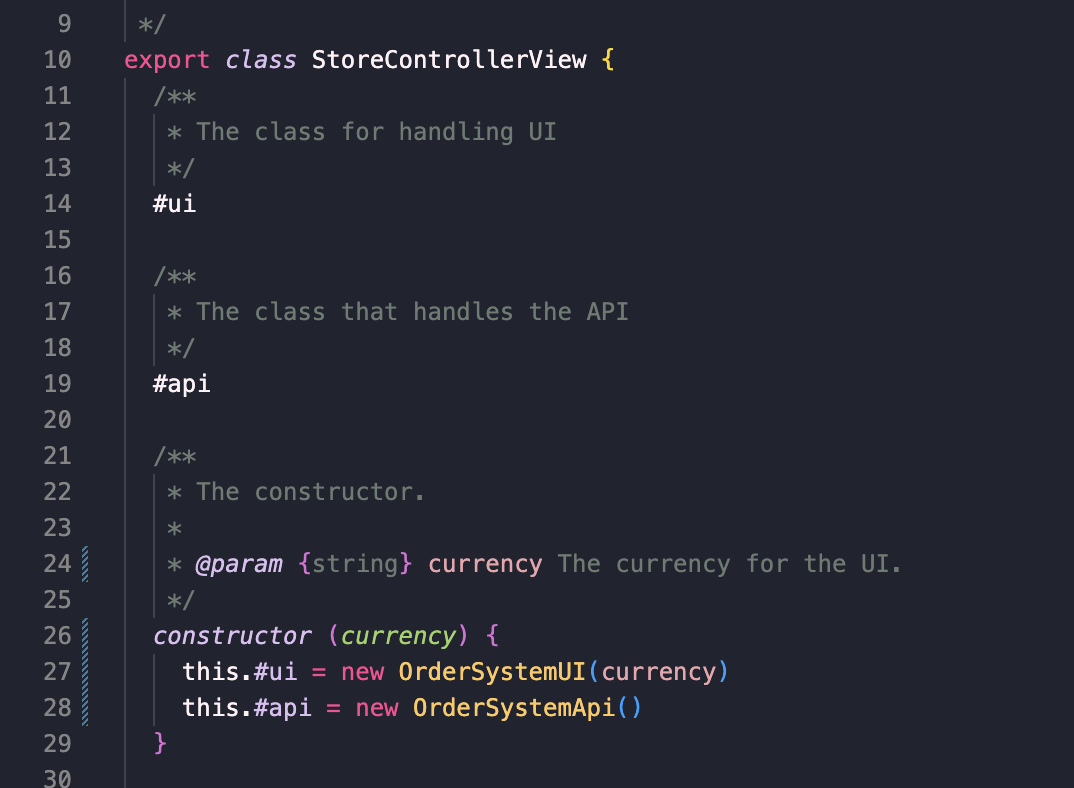 9 */
10 export class StoreControllerView {
11 /**
12 * The class for handling UI
13 */
14 #ui
15
16 /**
17 * The class that handles the API
18 */
19 #api
20
21 /**
22 * The constructor.
23 *
24 * @param {string} currency The currency for the UI.
25 */
26 constructor (currency) {
27 this.#ui = new OrderSystemUI(currency)
28 this.#api = new OrderSystemApi()
29 }
30